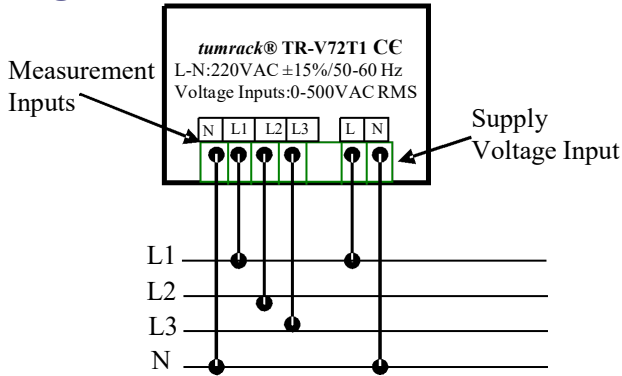 tumrack® TR-V72T1 CЄ
L-N:220VAC ±15%/50-60 Hz
Voltage Inputs:0-500VAC RMS
Measurement
Inputs
N L1 L2 L3 L N
Supply
Voltage Input
L1
L2
L3
N